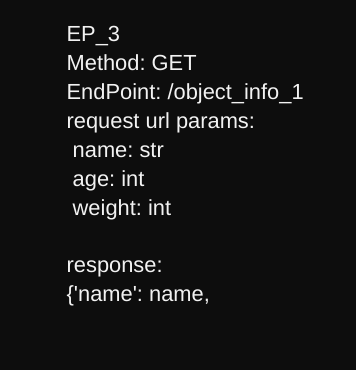 EP_3
Method: GET
EndPoint: /object_info_1
request url params:
name: str
age: int
weight: int
response:
{'name': name,